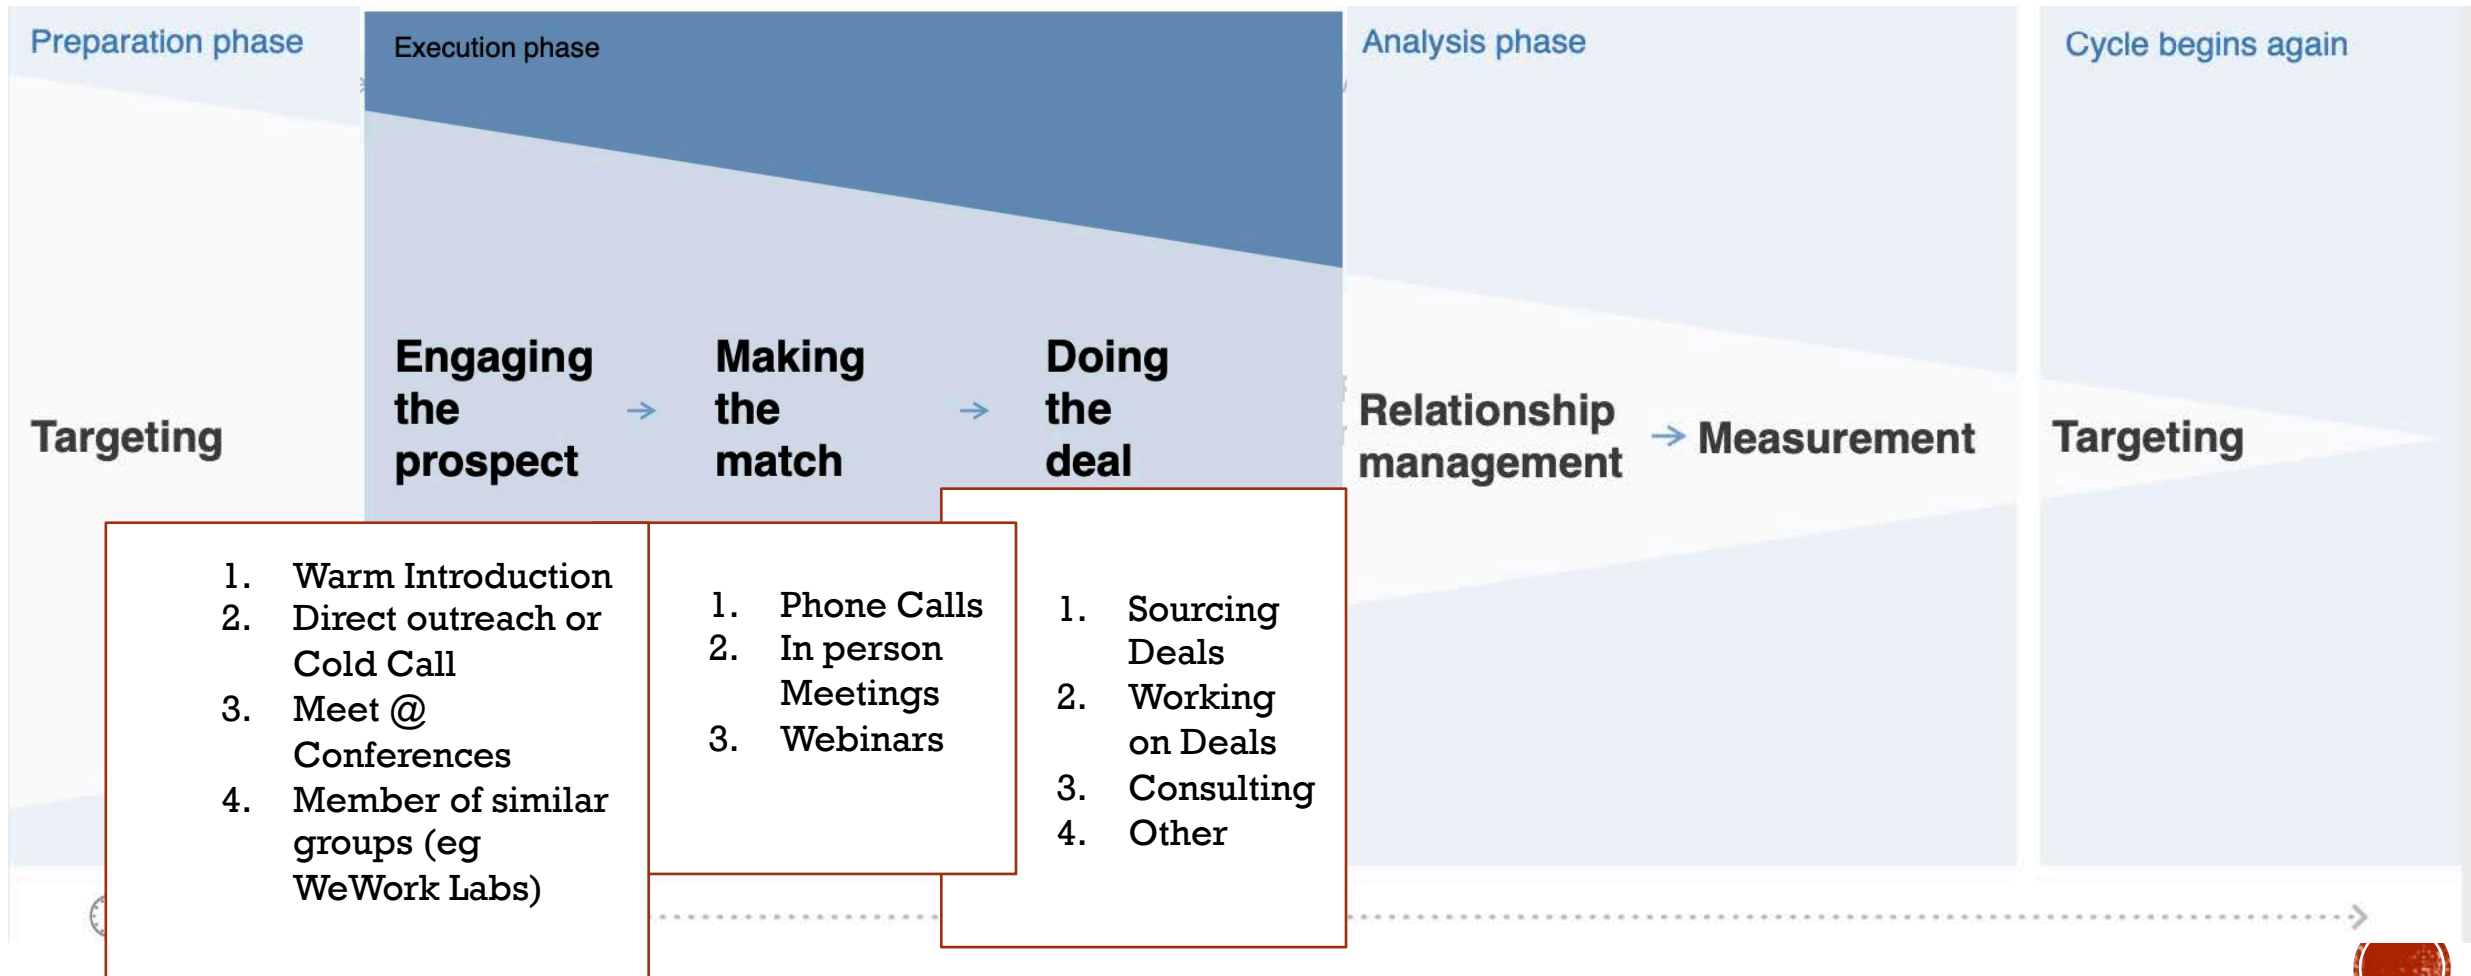 Preparation phase
Execution phase
Analysis phase
Cycle begins again
Targeting
Engaging
the
prospect
→
Making
the
match
→
Doing
the
deal
Relationship
management
→
Measurement
Targeting
1. Warm Introduction
2. Direct outreach or
Cold Call
3. Meet @
Conferences
4. Member of similar
groups (eg
WeWork Labs)
1. Phone Calls
2. In person
Meetings
3. Webinars
1. Sourcing
Deals
2. Working
on Deals
3. Consulting
4. Other